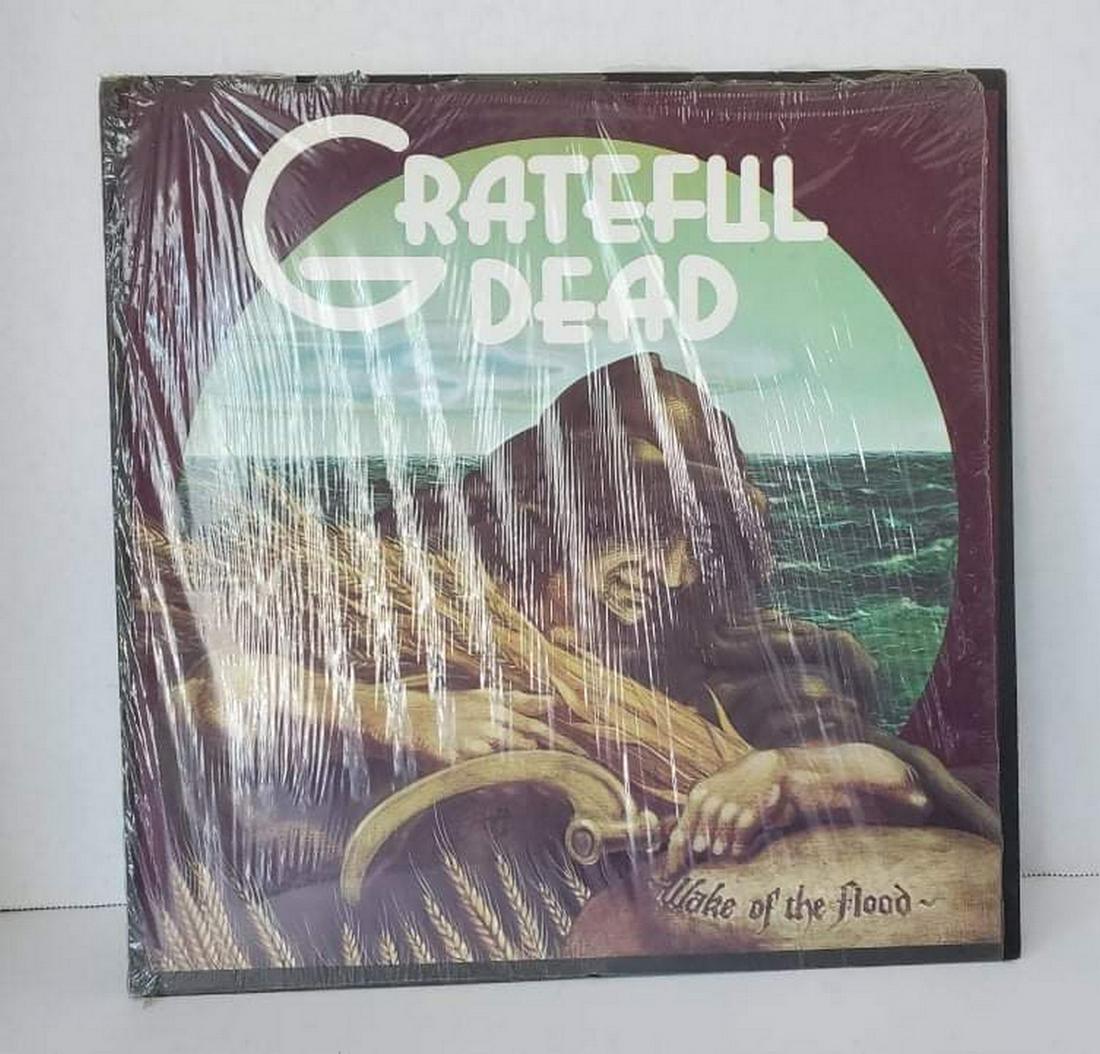 GRATEFUL
DEAD
Wake of the Flood ~